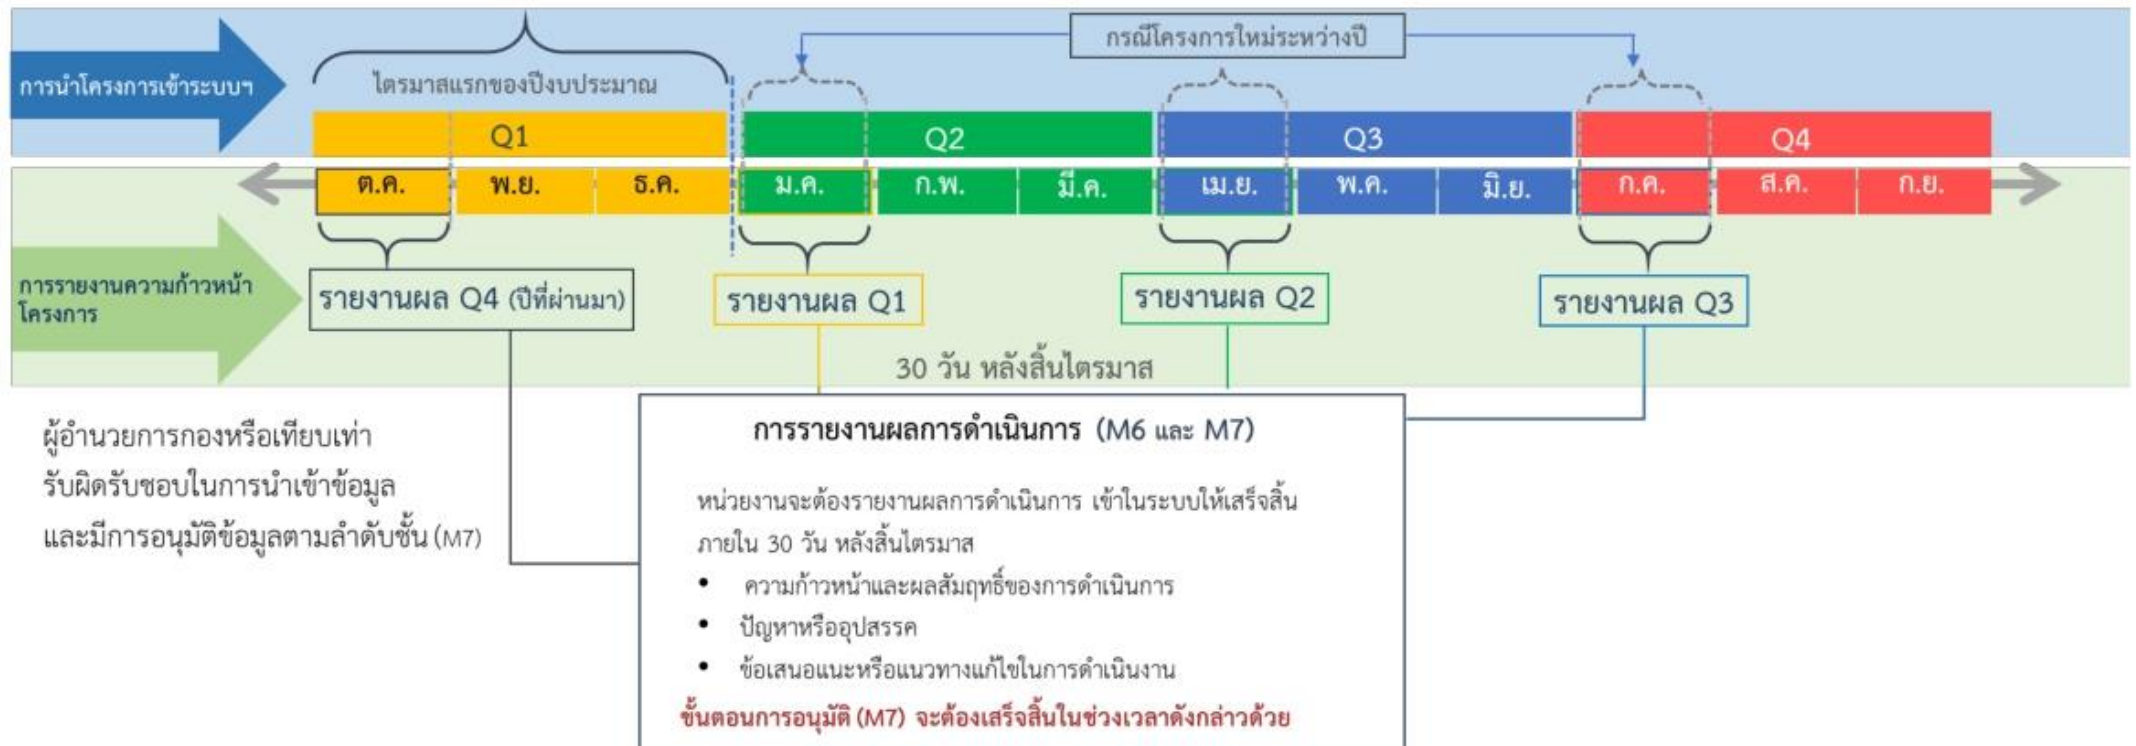 กรณีโครงการใหม่ระหว่างปี
การนำโครงการเข้าระบบฯ
ไตรมาสแรกของปีงบประมาณ
Q1 Q2 Q3 Q4
ต.ค. พ.ย. ธ.ค. ม.ค. ก.พ. มี.ค. เม.ย. พ.ค. มิ.ย. ก.ค. ส.ค. ก.ย.
การรายงานความก้าวหน้า
โครงการ
รายงานผล Q4 (ปีที่ผ่านมา) รายงานผล Q1 รายงานผล Q2 รายงานผล Q3
30 วัน หลังสิ้นไตรมาส
ผู้อำนวยการกองหรือเทียบเท่า
รับผิดรับชอบในการนำเข้าข้อมูล
และมีการอนุมัติข้อมูลตามลำดับชั้น (M7)
การรายงานผลการดำเนินการ (M6 และ M7)
หน่วยงานจะต้องรายงานผลการดำเนินการ เข้าในระบบให้เสร็จสิ้น
ภายใน 30 วัน หลังสิ้นไตรมาส
• ความก้าวหน้าและผลสัมฤทธิ์ของการดำเนินการ
• ปัญหาหรืออุปสรรค
• ข้อเสนอแนะหรือแนวทางแก้ไขในการดำเนินงาน
ขั้นตอนการอนุมัติ (M7) จะต้องเสร็จสิ้นในช่วงเวลาดังกล่าวด้วย